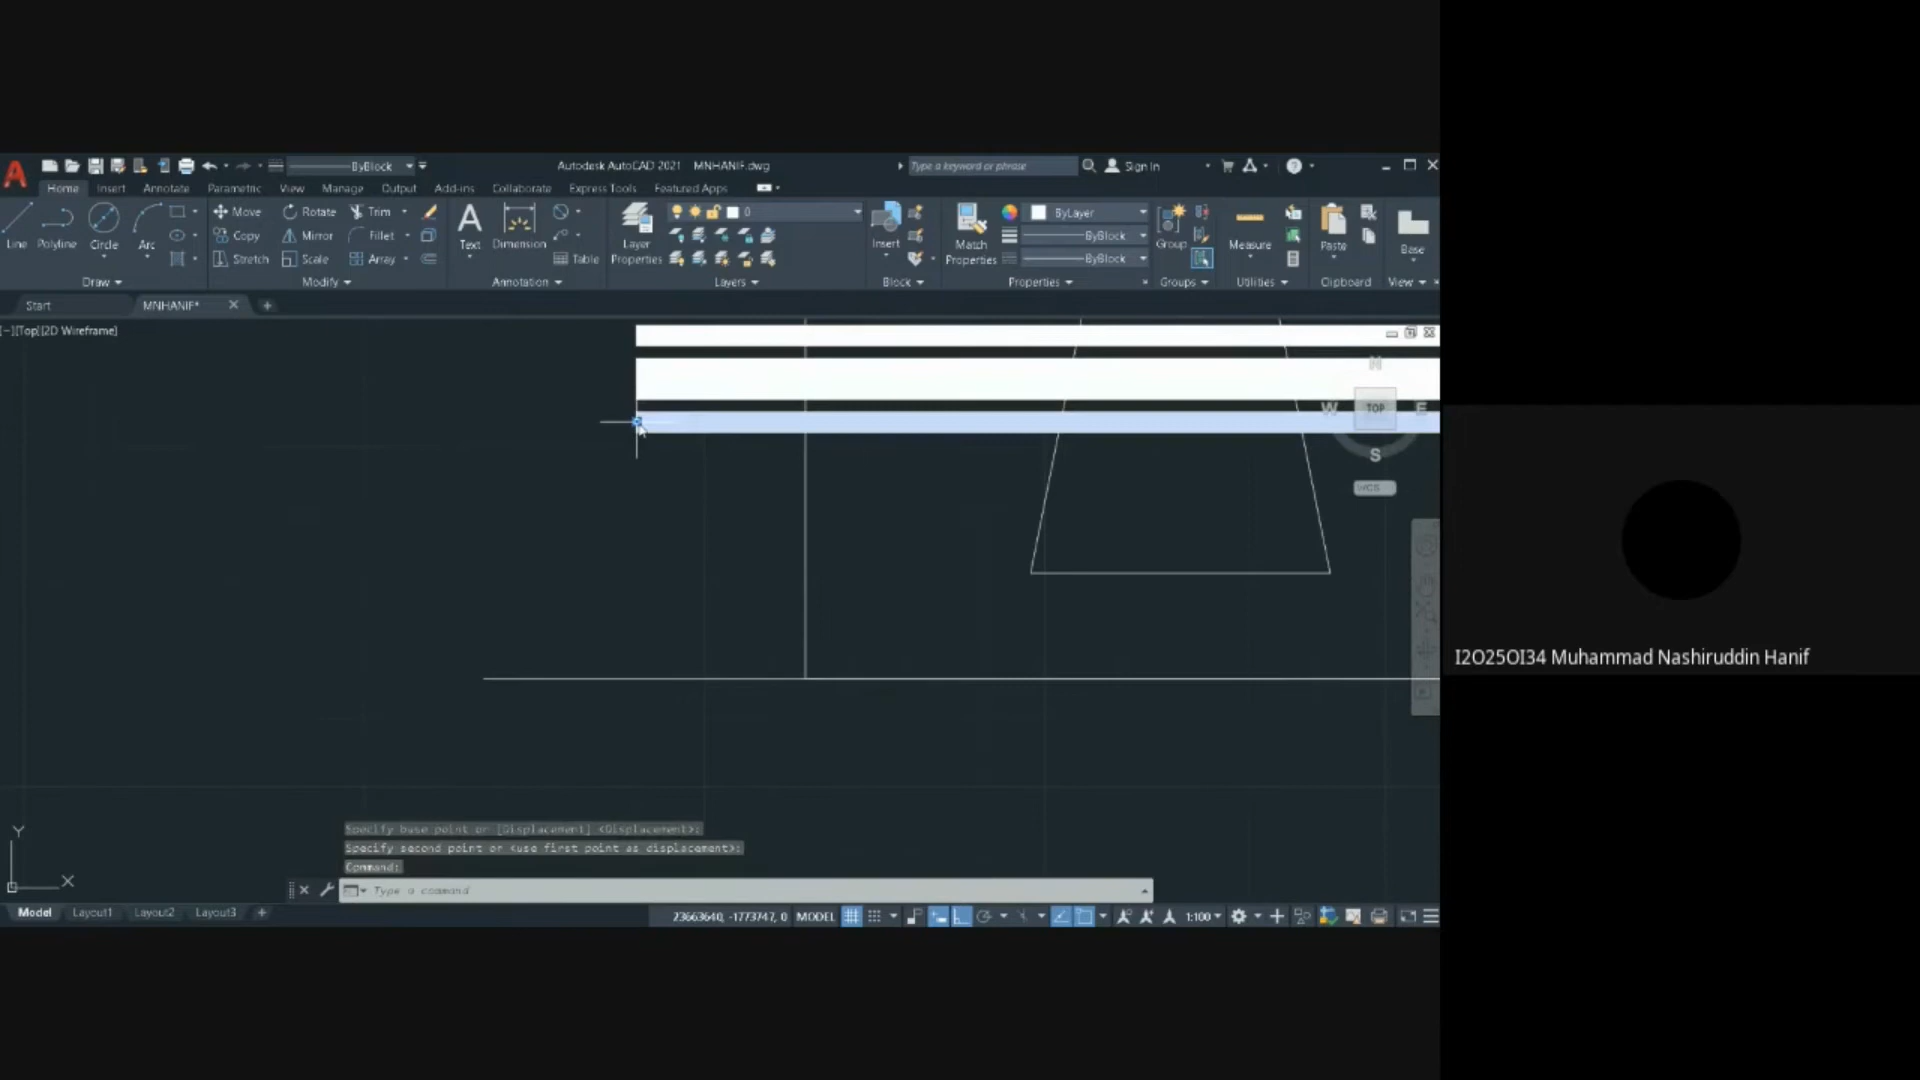 ByBlock
Autodesk AutoCAD 2021 MNHANIF.dwg
Type a keyword or phrase
Sign In
Home Insert Annotate Parametric View Manage Output Add-ins Collaborate Express Tools Featured Apps
Line Polyline Circle Arc
Move Rotate Trim
Copy Mirror Fillet
Stretch Scale Array
Text Dimension Table
Layer Properties
0
Insert
Match Properties
ByLayer
ByBlock
ByBlock
Group
Measure
Paste
Base
Draw Modify Annotation Layers Block Properties Groups Utilities Clipboard View
Start MNHANIF*
[-][Top][2D Wireframe]
N
W TOP E
S
WCS
I2O25OI34 Muhammad Nashiruddin Hanif
Specify base point or [Displacement] <Displacement>:
Specify second point or <use first point as displacement>:
Command:
Type a command
Y
X
Model Layout1 Layout2 Layout3
23663640, -1773747, 0 MODEL 1:100